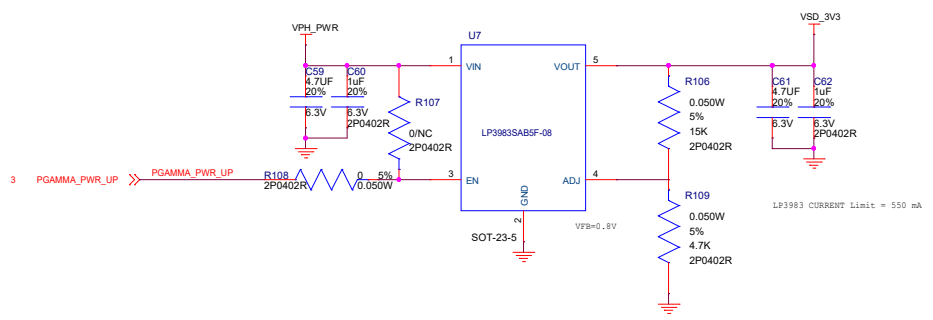 VPH_PWR
VSD_3V3
U7
C59
4.7UF
20%
6.3V
C60
1uF
20%
6.3V
2P0402R
R107
0/NC
2P0402R
1
VIN
VOUT
5
LP3983SAB5F-08
3
EN
ADJ
4
GND
2
SOT-23-5
VFB=0.8V
R106
0.050W
5%
15K
2P0402R
C61
4.7UF
20%
6.3V
C62
1uF
20%
6.3V
2P0402R
3 PGAMMA_PWR_UP
PGAMMA_PWR_UP
R108
2P0402R
0 5%
0.050W
R109
0.050W
5%
4.7K
2P0402R
LP3983 CURRENT Limit = 550 mA